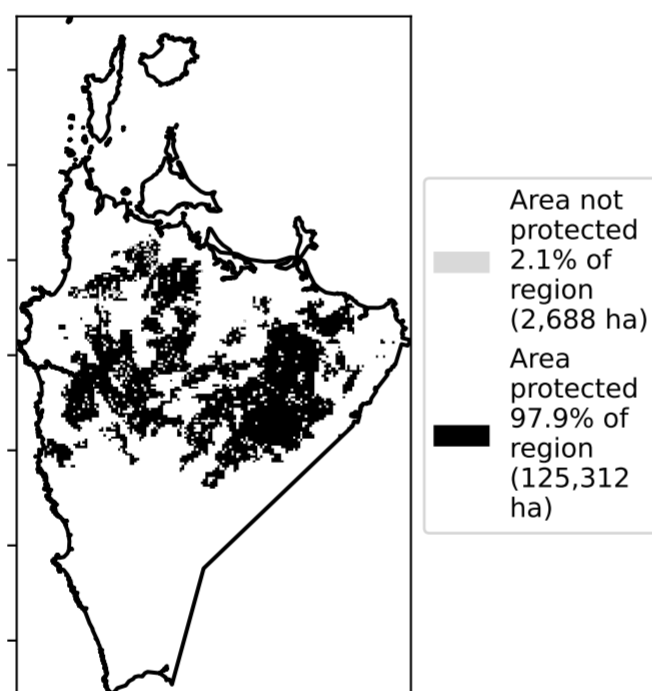 Area not
protected
2.1% of
region
(2,688 ha)
Area
protected
97.9% of
region
(125,312
ha)